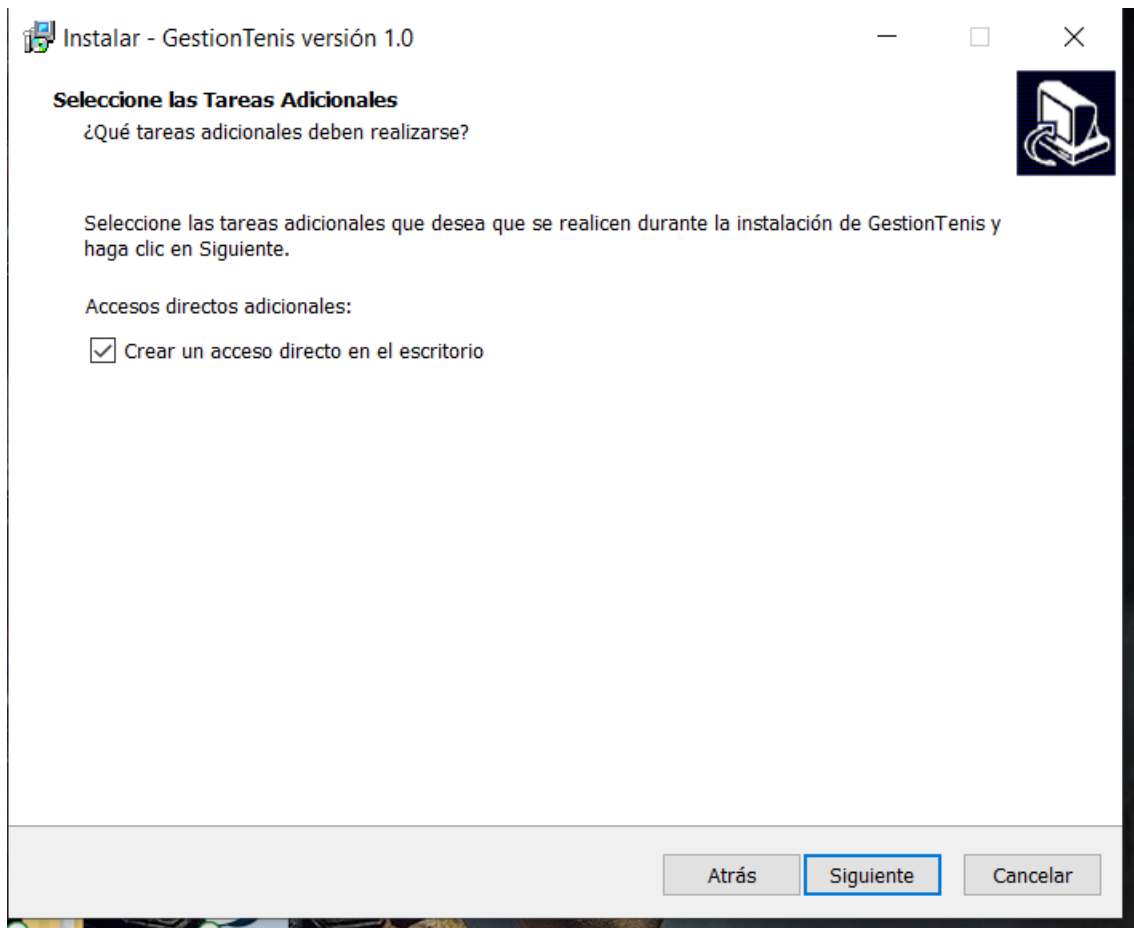 Instalar - GestionTenis versión 1.0
Seleccione las Tareas Adicionales
¿Qué tareas adicionales deben realizarse?
Seleccione las tareas adicionales que desea que se realicen durante la instalación de GestionTenis y
haga clic en Siguiente.
Accesos directos adicionales:
Crear un acceso directo en el escritorio
Atrás
Siguiente
Cancelar